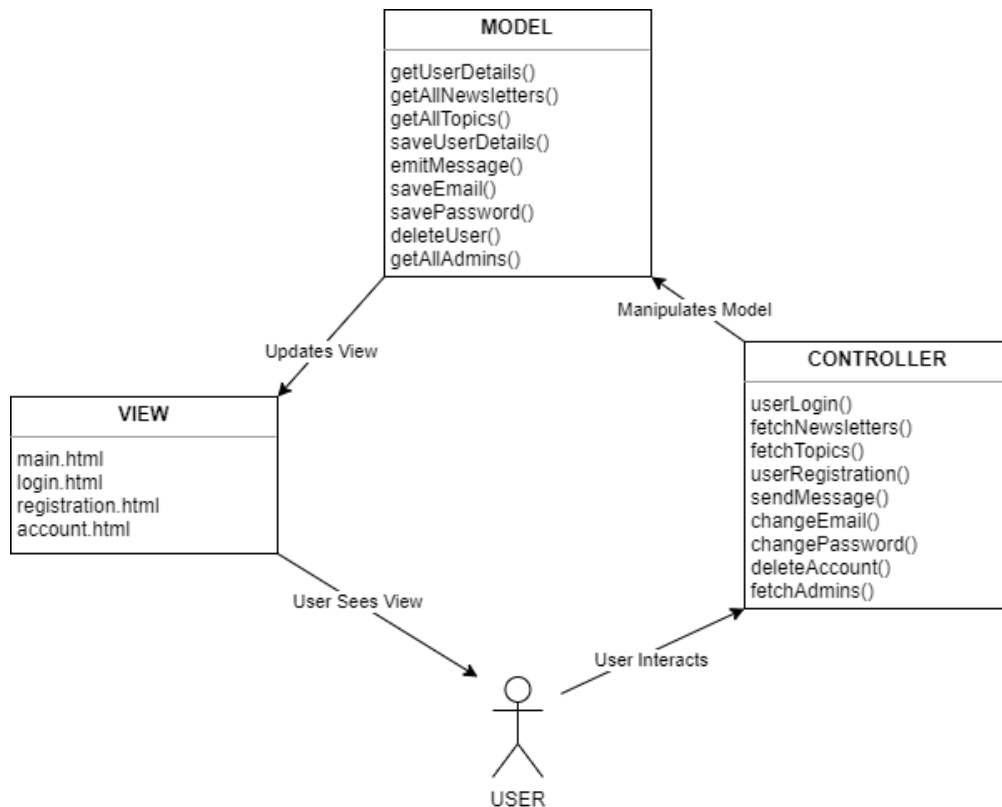 MODEL
getUserDetails()
getAllNewsletters()
getAllTopics()
saveUserDetails()
emitMessage()
saveEmail()
savePassword()
deleteUser()
getAllAdmins()
Manipulates Model
Updates View
CONTROLLER
userLogin()
fetchNewsletters()
fetchTopics()
userRegistration()
sendMessage()
changeEmail()
changePassword()
deleteAccount()
fetchAdmins()
VIEW
main.html
login.html
registration.html
account.html
User Sees View
User Interacts
USER